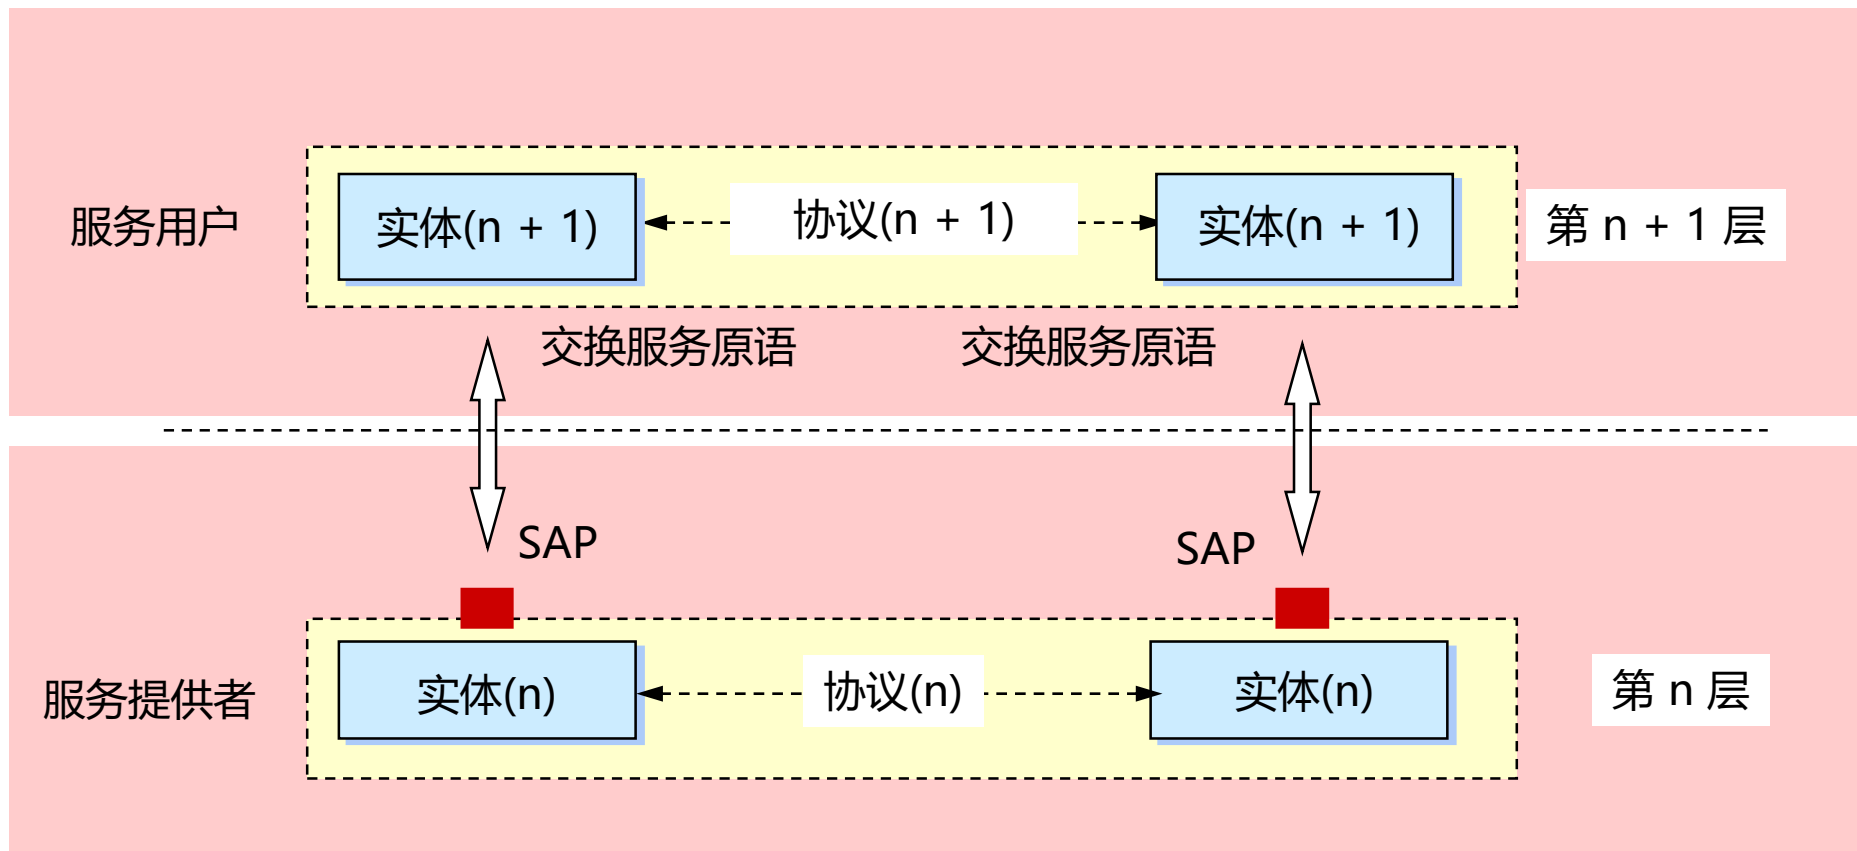 服务用户
实体(n + 1)
协议(n + 1)
实体(n + 1)
第 n + 1 层
交换服务原语
交换服务原语
SAP
SAP
服务提供者
实体(n)
协议(n)
实体(n)
第 n 层